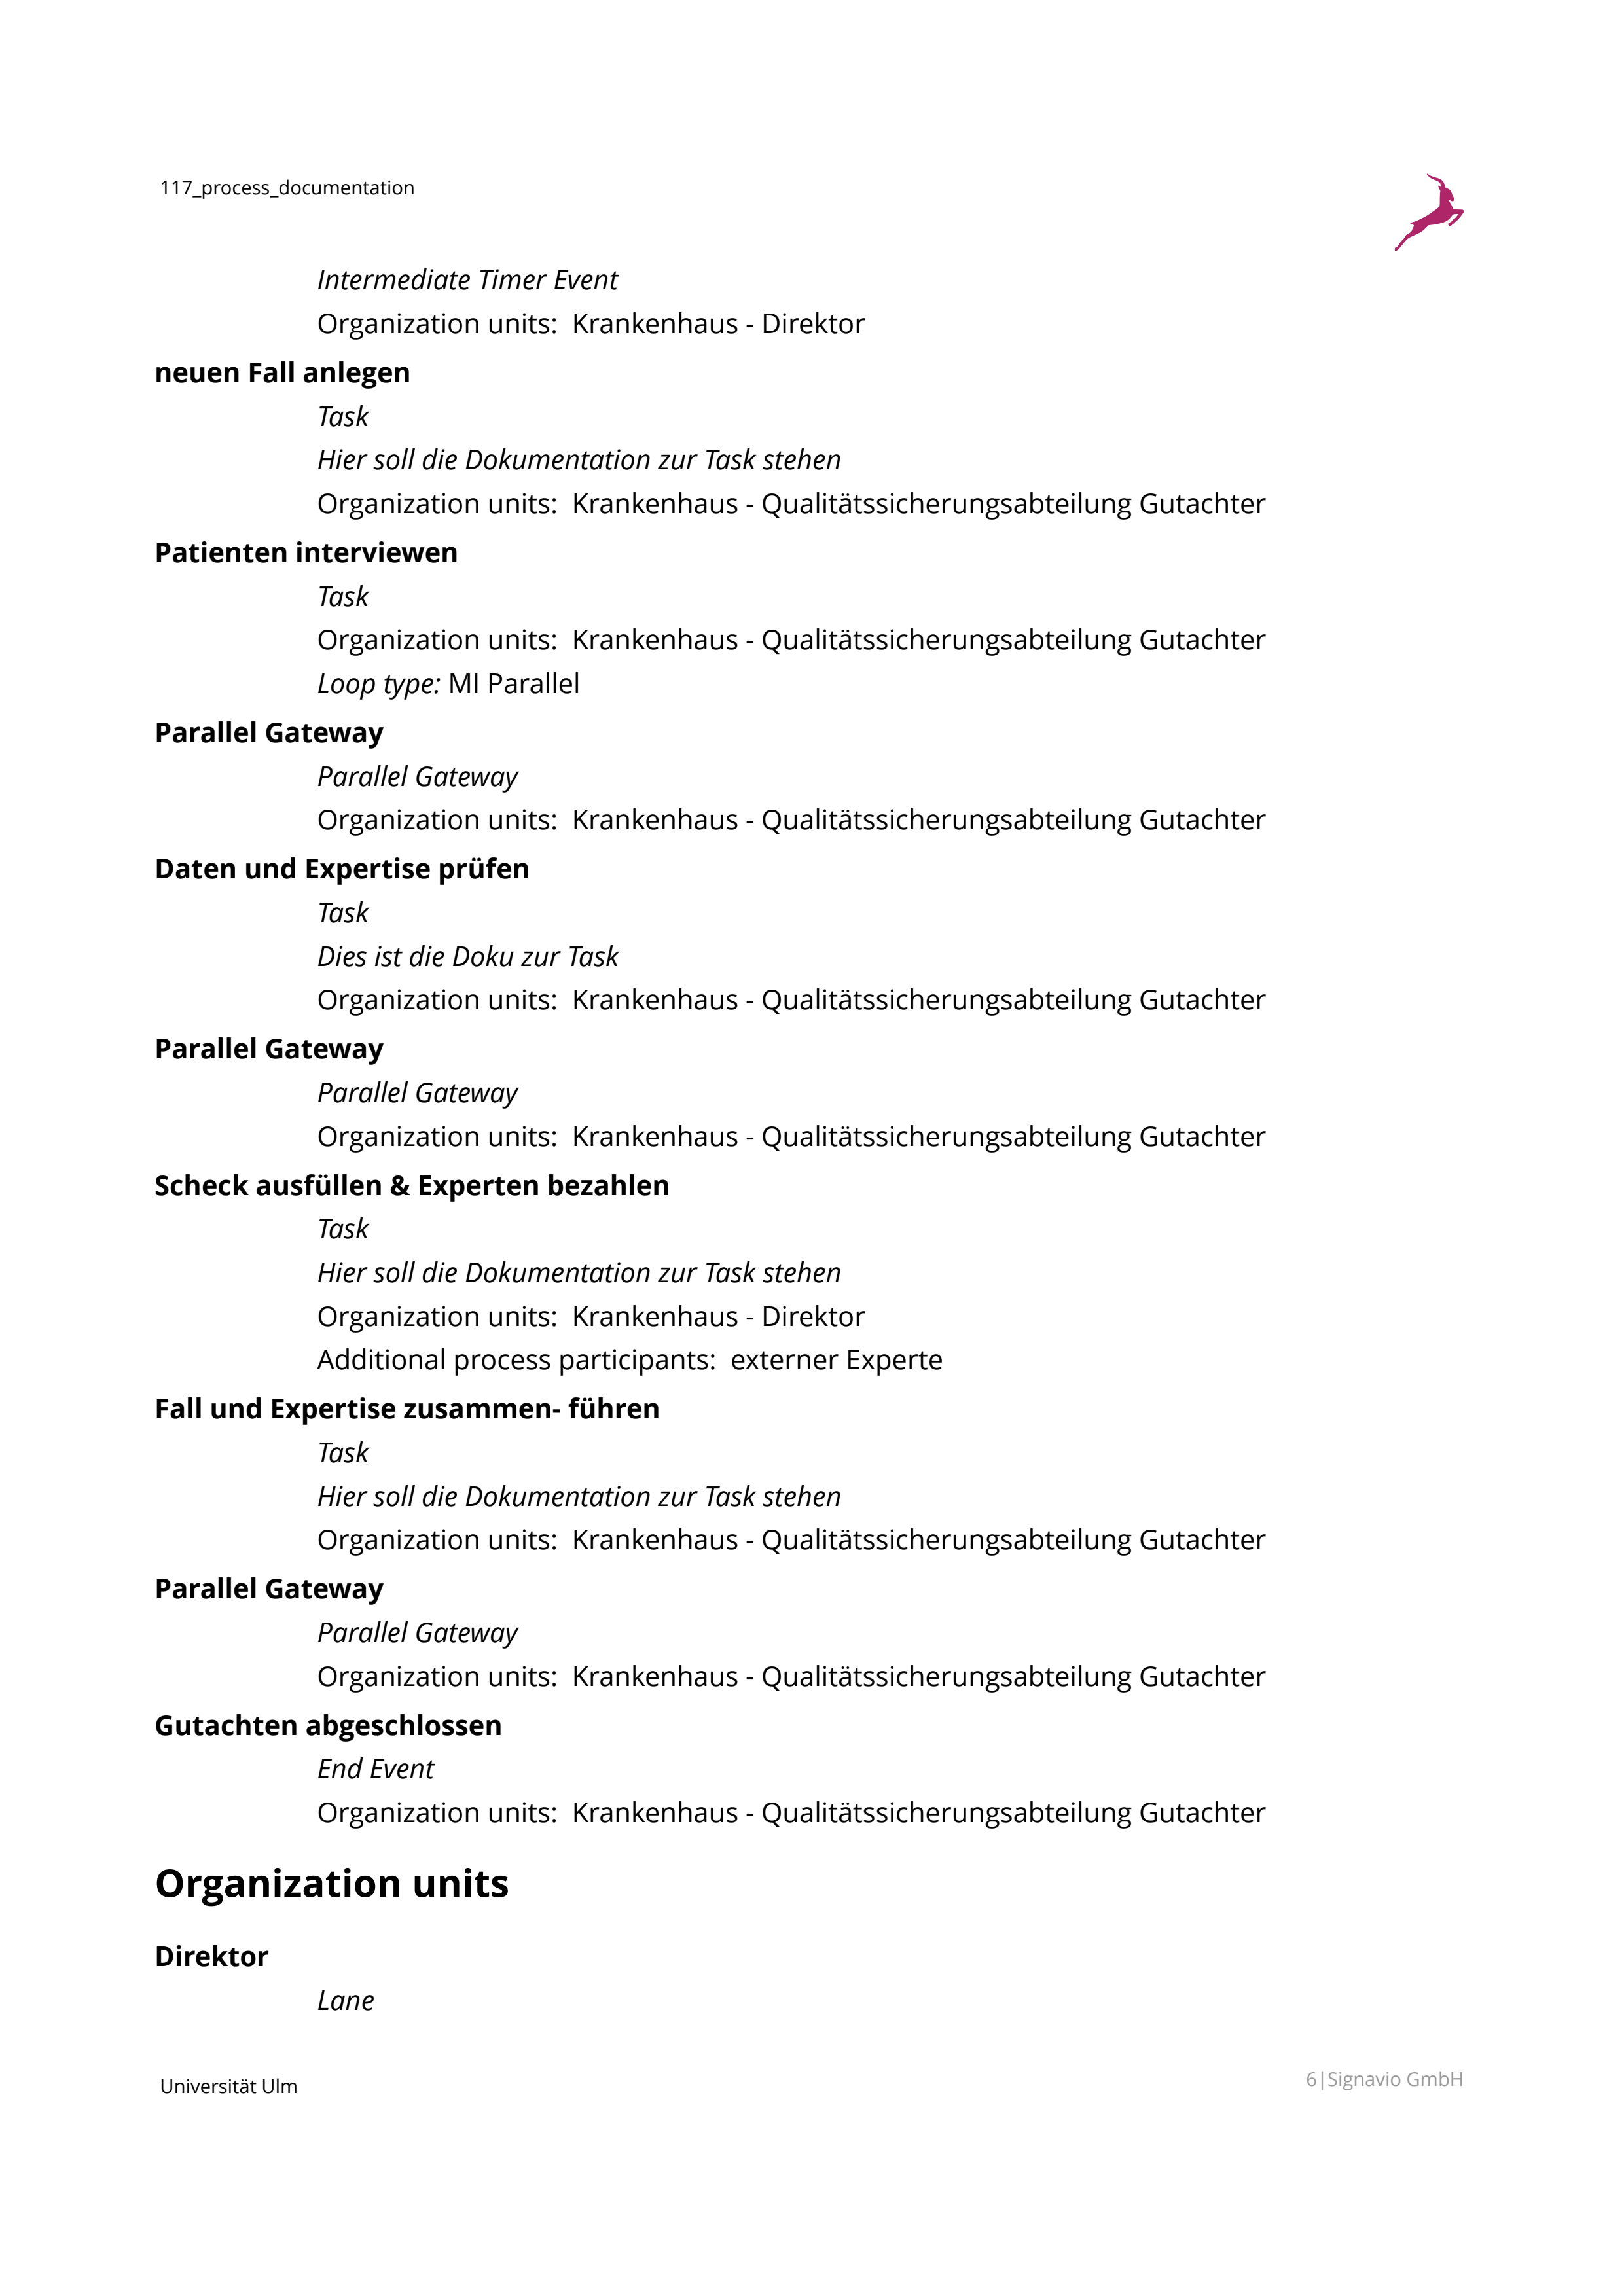 117_process_documentation
Intermediate Timer Event
Organization units:  Krankenhaus - Direktor
neuen Fall anlegen
Task
Hier soll die Dokumentation zur Task stehen
Organization units:  Krankenhaus - Qualitätssicherungsabteilung Gutachter
Patienten interviewen
Task
Organization units:  Krankenhaus - Qualitätssicherungsabteilung Gutachter
Loop type: MI Parallel
Parallel Gateway
Parallel Gateway
Organization units:  Krankenhaus - Qualitätssicherungsabteilung Gutachter
Daten und Expertise prüfen
Task
Dies ist die Doku zur Task
Organization units:  Krankenhaus - Qualitätssicherungsabteilung Gutachter
Parallel Gateway
Parallel Gateway
Organization units:  Krankenhaus - Qualitätssicherungsabteilung Gutachter
Scheck ausfüllen & Experten bezahlen
Task
Hier soll die Dokumentation zur Task stehen
Organization units:  Krankenhaus - Direktor
Additional process participants:  externer Experte
Fall und Expertise zusammen- führen
Task
Hier soll die Dokumentation zur Task stehen
Organization units:  Krankenhaus - Qualitätssicherungsabteilung Gutachter
Parallel Gateway
Parallel Gateway
Organization units:  Krankenhaus - Qualitätssicherungsabteilung Gutachter
Gutachten abgeschlossen
End Event
Organization units:  Krankenhaus - Qualitätssicherungsabteilung Gutachter
Organization units
Direktor
Lane
Universität Ulm
6|Signavio GmbH